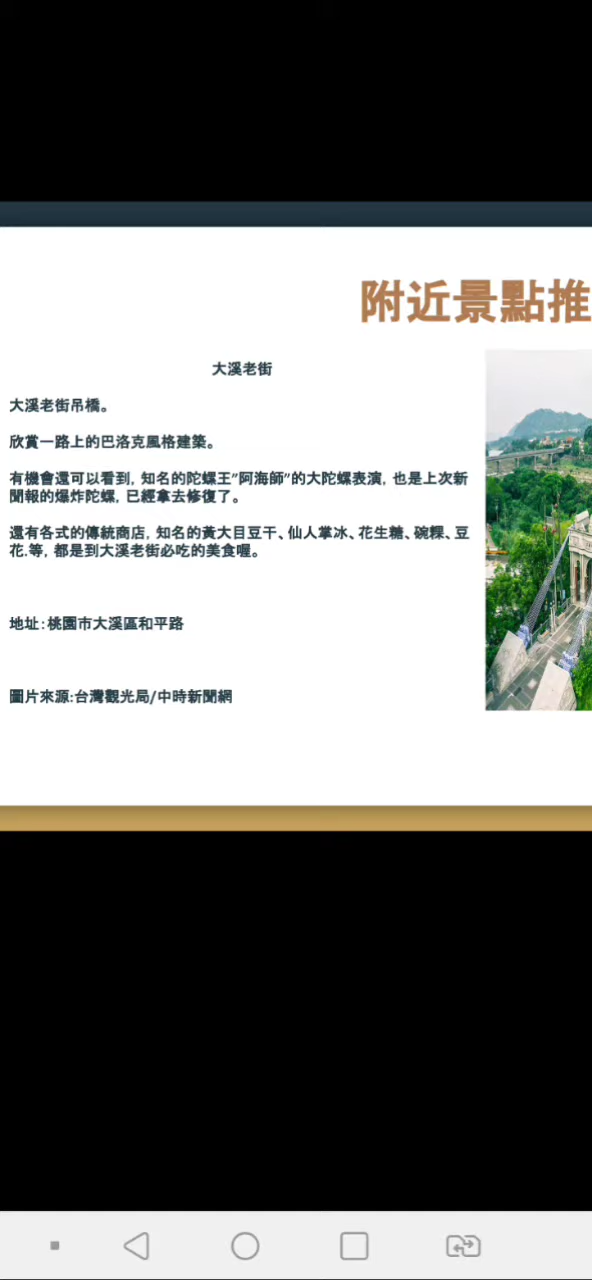 附近景點推
大溪老街
大溪老街吊橋。
欣賞一路上的巴洛克風格建築。
有機會還可以看到, 知名的陀螺王"阿海師"的大陀螺表演, 也是上次新
聞報的爆炸陀螺, 已經拿去修復了。
還有各式的傳統商店, 知名的黃大目豆干、仙人掌冰、花生糖、碗粿、豆
花.等, 都是到大溪老街必吃的美食喔。
地址:桃園市大溪區和平路
圖片來源:台灣觀光局/中時新聞網